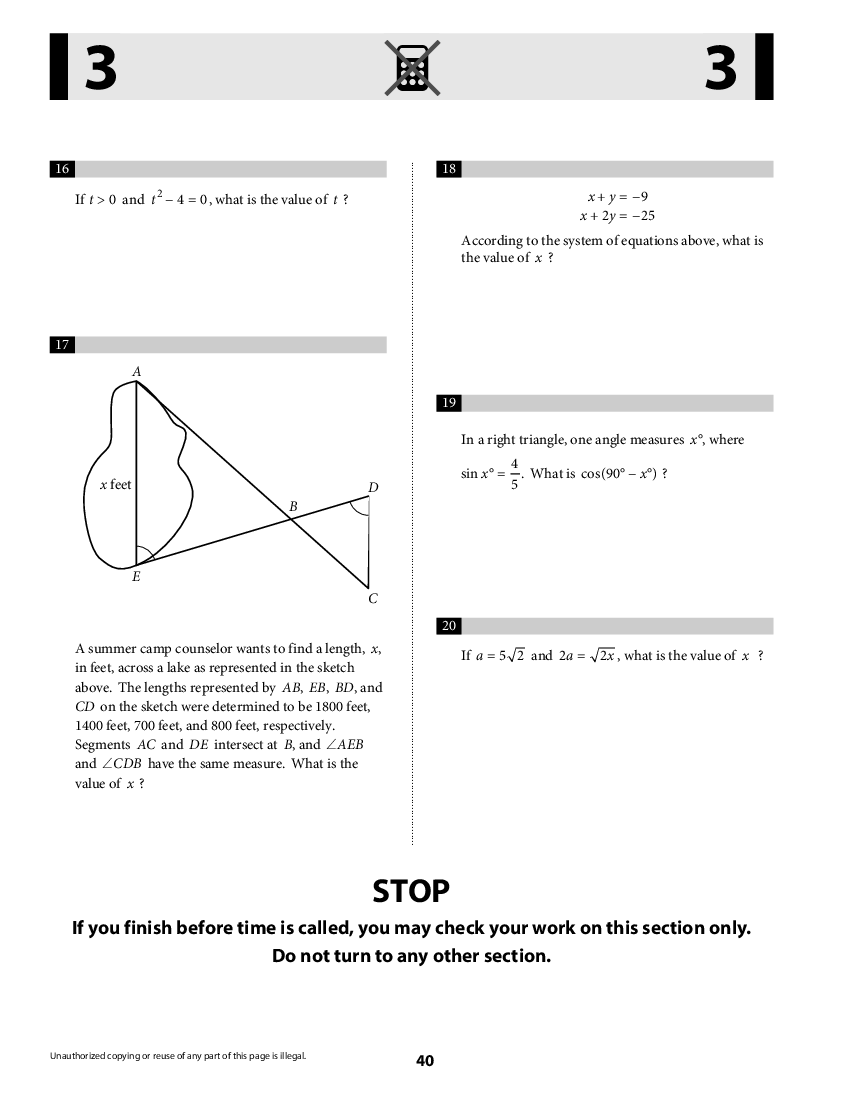 3
3
16
If t > 0 and t² – 4 = 0, what is the value of t ?
17
A
x feet
D
B
E
C
A summer camp counselor wants to find a length, x,
in feet, across a lake as represented in the sketch
above. The lengths represented by AB, EB, BD, and
CD on the sketch were determined to be 1800 feet,
1400 feet, 700 feet, and 800 feet, respectively.
Segments AC and DE intersect at B, and ∠AEB
and ∠CDB have the same measure. What is the
value of x ?
18
x + y = −9
x + 2y = −25
According to the system of equations above, what is
the value of x ?
19
In a right triangle, one angle measures x°, where
sin x° = 4/5. What is cos(90° − x°) ?
20
If a = 5√2 and 2a = √2x, what is the value of x ?
STOP
If you finish before time is called, you may check your work on this section only.
Do not turn to any other section.
Unauthorized copying or reuse of any part of this page is illegal.
40